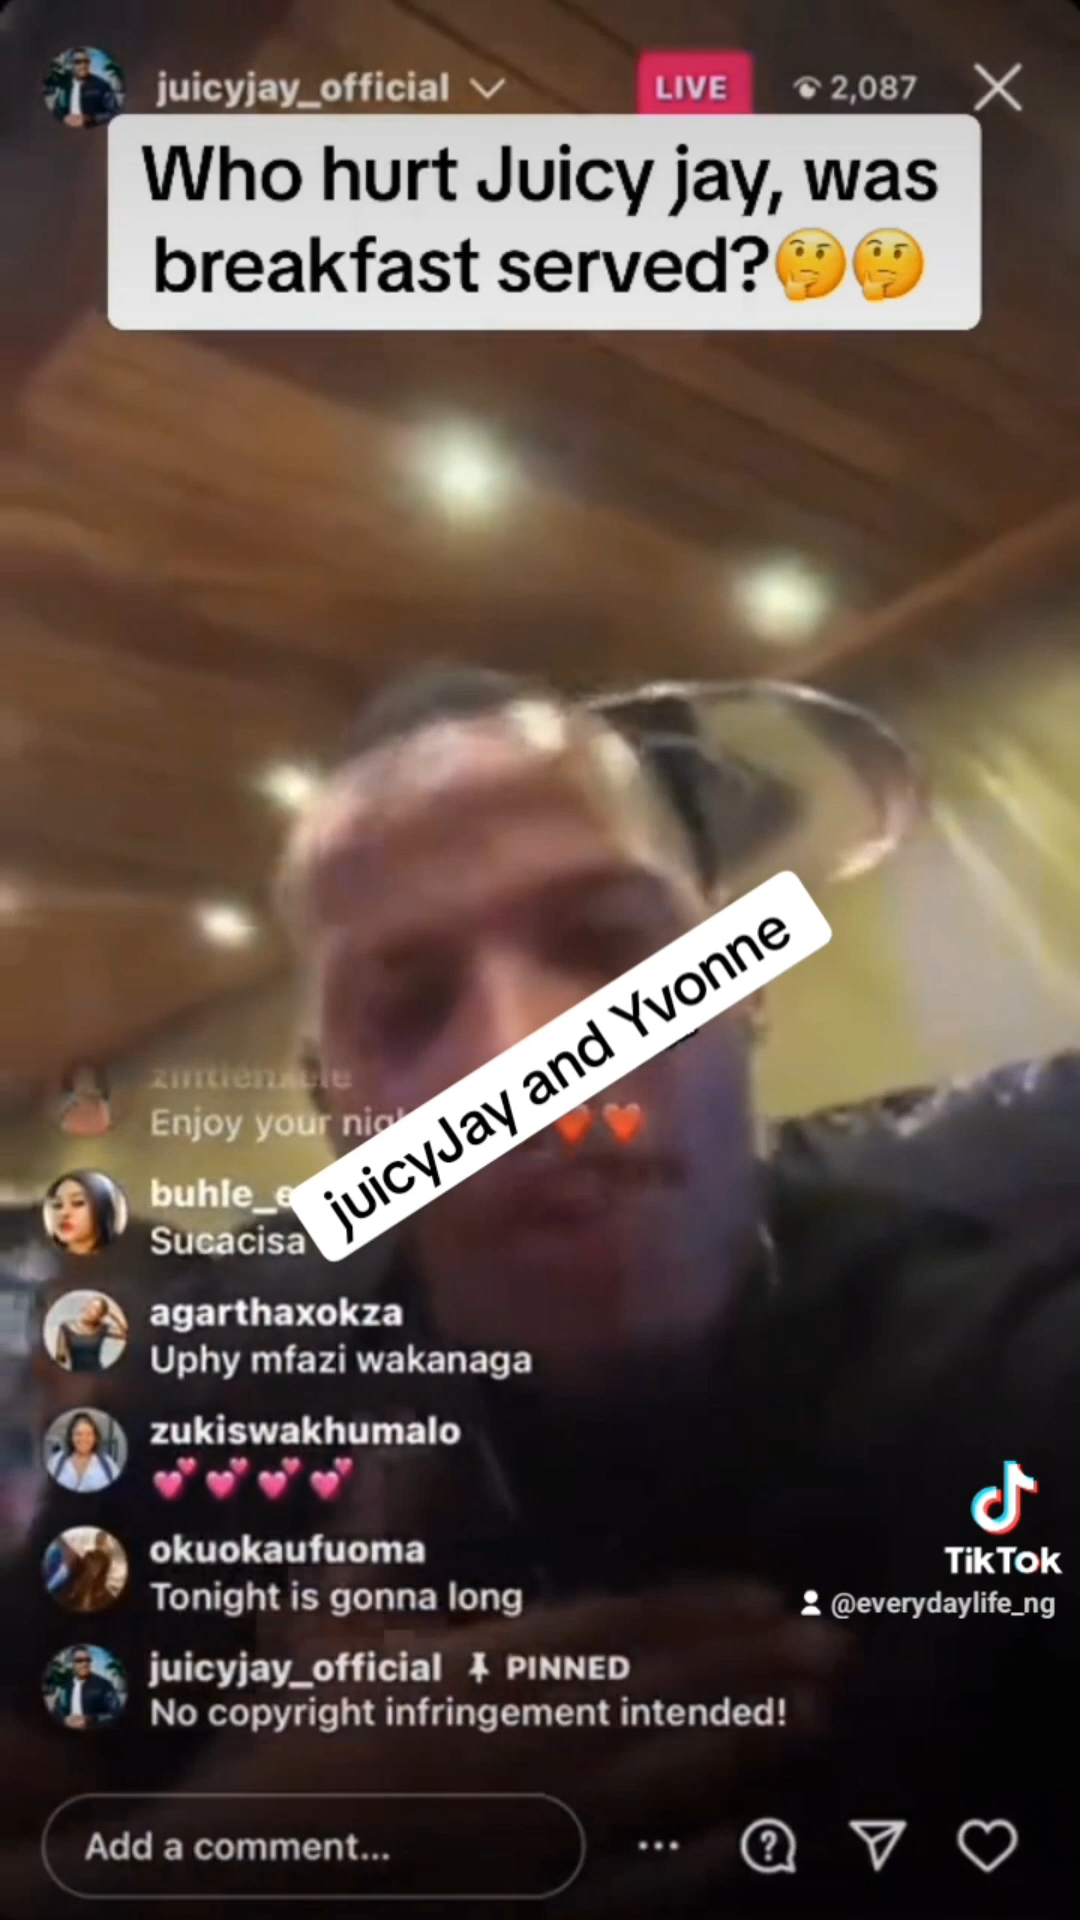 juicyjay_official
LIVE
2,087
Who hurt Juicy jay, was
breakfast served?🤔🤔
juicyJay and Yvonne
Enjoy your
❤️❤️
Sucacisa
agarthaxokza
Uphy mfazi wakanaga
zukiswakhumalo
💕💕💕💕
okuokaufuoma
Tonight is gonna long
juicyjay_official PINNED
No copyright infringement intended!
TikTok
@everydaylife_ng
Add a comment...